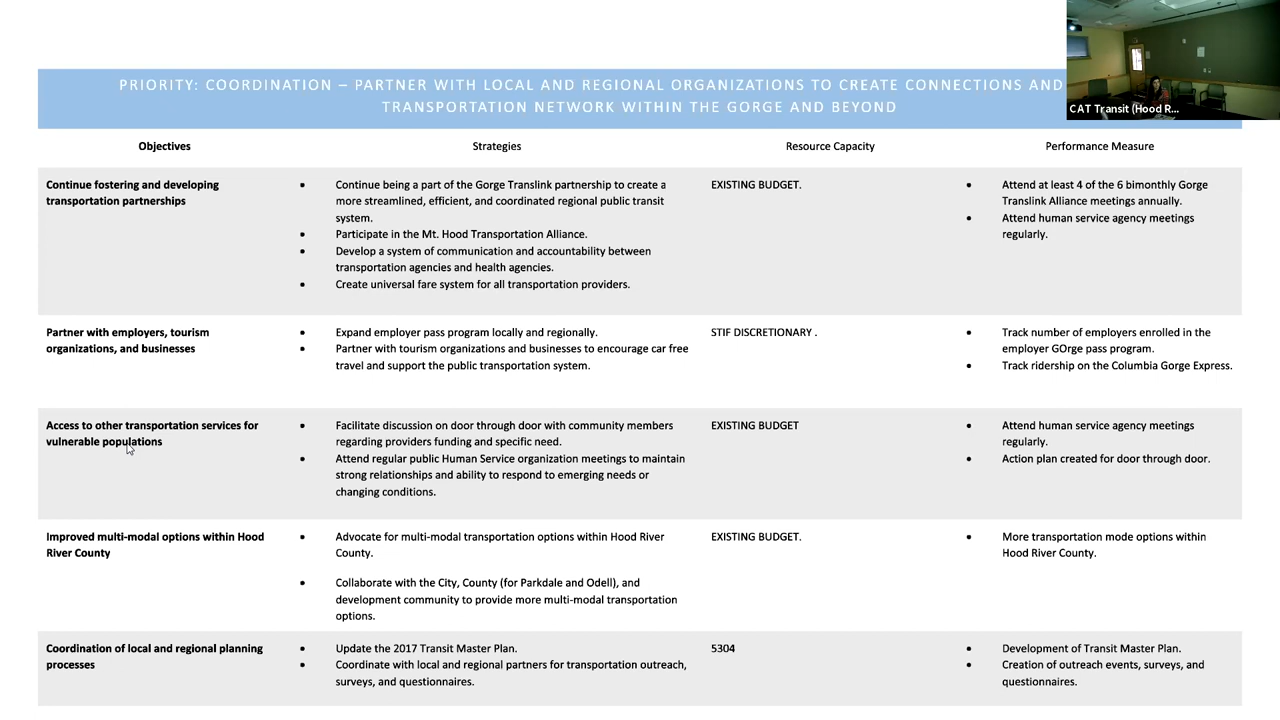 PRIORITY: COORDINATION – PARTNER WITH LOCAL AND REGIONAL ORGANIZATIONS TO CREATE CONNECTIONS AND
TRANSPORTATION NETWORK WITHIN THE GORGE AND BEYOND
CAT Transit (Hood R...
Objectives
Strategies
Resource Capacity
Performance Measure
Continue fostering and developing
transportation partnerships
• Continue being a part of the Gorge Translink partnership to create a
more streamlined, efficient, and coordinated regional public transit
system.
• Participate in the Mt. Hood Transportation Alliance.
• Develop a system of communication and accountability between
transportation agencies and health agencies.
• Create universal fare system for all transportation providers.
EXISTING BUDGET.
• Attend at least 4 of the 6 bimonthly Gorge
Translink Alliance meetings annually.
• Attend human service agency meetings
regularly.
Partner with employers, tourism
organizations, and businesses
• Expand employer pass program locally and regionally.
• Partner with tourism organizations and businesses to encourage car free
travel and support the public transportation system.
STIF DISCRETIONARY .
• Track number of employers enrolled in the
employer GOrge pass program.
• Track ridership on the Columbia Gorge Express.
Access to other transportation services for
vulnerable populations
• Facilitate discussion on door through door with community members
regarding providers funding and specific need.
• Attend regular public Human Service organization meetings to maintain
strong relationships and ability to respond to emerging needs or
changing conditions.
EXISTING BUDGET
• Attend human service agency meetings
regularly.
• Action plan created for door through door.
Improved multi-modal options within Hood
River County
• Advocate for multi-modal transportation options within Hood River
County.
• Collaborate with the City, County (for Parkdale and Odell), and
development community to provide more multi-modal transportation
options.
EXISTING BUDGET.
• More transportation mode options within
Hood River County.
Coordination of local and regional planning
processes
• Update the 2017 Transit Master Plan.
• Coordinate with local and regional partners for transportation outreach,
surveys, and questionnaires.
5304
• Development of Transit Master Plan.
• Creation of outreach events, surveys, and
questionnaires.